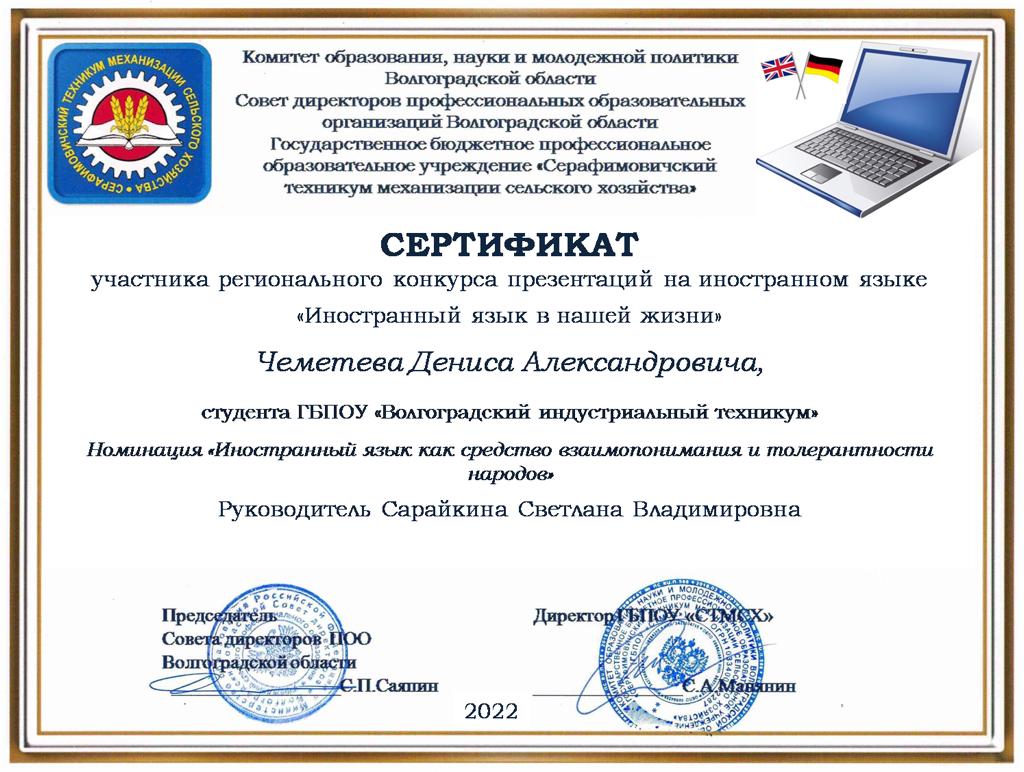 СЕРАФИМОВИЧСКИЙ ТЕХНИКУМ МЕХАНИЗАЦИИ СЕЛЬСКОГО ХОЗЯЙСТВА •
Комитет образования, науки и молодежной политики
Волгоградской области
Совет директоров профессиональных образовательных
организаций Волгоградской области
Государственное бюджетное профессиональное
образовательное учреждение «Серафимовичский
техникум механизации сельского хозяйства»
СЕРТИФИКАТ
участника регионального конкурса презентаций на иностранном языке
«Иностранный язык в нашей жизни»
Чеметева Дениса Александровича,
студента ГБПОУ «Волгоградский индустриальный техникум»
Номинация «Иностранный язык как средство взаимопонимания и толерантности
народов»
Руководитель Сарайкина Светлана Владимировна
Председатель
Совета директоров ПОО
Волгоградской области
С.П.Саяпин
Директор ГБПОУ «СТМСХ»
С.А.Манянин
2022